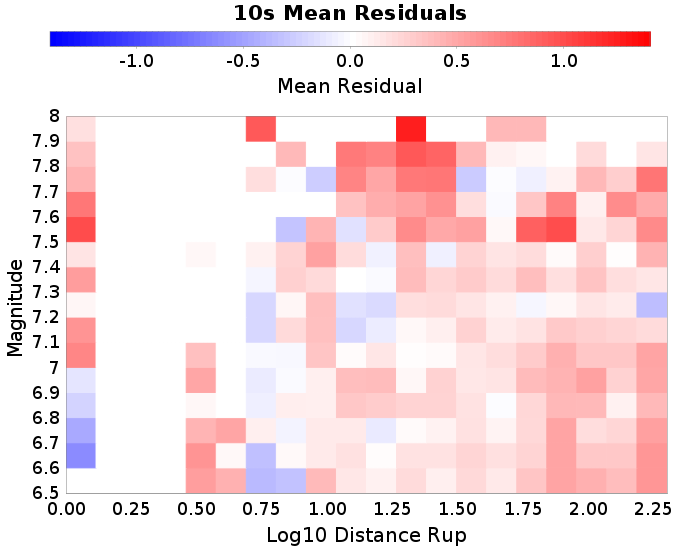 10s Mean Residuals
-1.0 -0.5 0.0 0.5 1.0
Mean Residual
8
7.9
7.8
7.7
7.6
7.5
7.4
7.3
7.2
7.1
7
6.9
6.8
6.7
6.6
6.5
Magnitude
0.00 0.25 0.50 0.75 1.00 1.25 1.50 1.75 2.00 2.25
Log10 Distance Rup